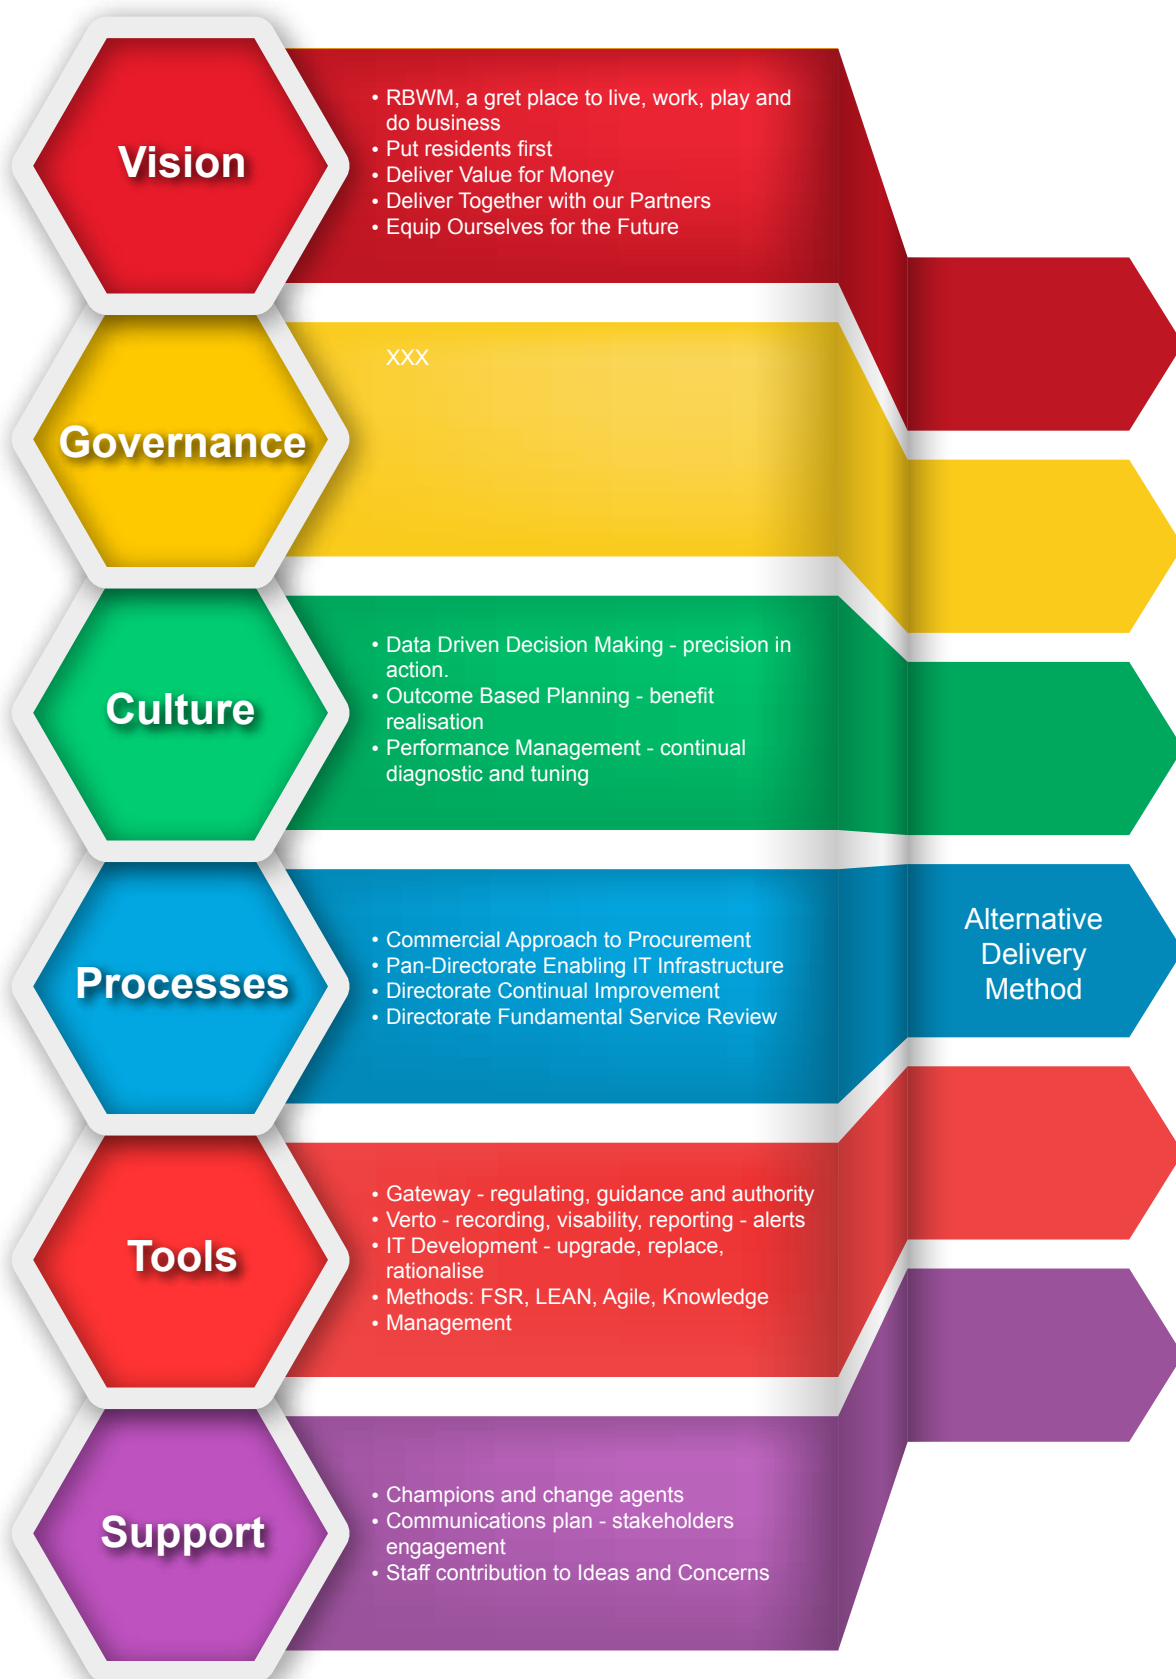 Vision
• RBWM, a gret place to live, work, play and
do business
• Put residents first
• Deliver Value for Money
• Deliver Together with our Partners
• Equip Ourselves for the Future
Governance
XXX
Culture
• Data Driven Decision Making - precision in
action.
• Outcome Based Planning - benefit
realisation
• Performance Management - continual
diagnostic and tuning
Processes
• Commercial Approach to Procurement
• Pan-Directorate Enabling IT Infrastructure
• Directorate Continual Improvement
• Directorate Fundamental Service Review
Alternative
Delivery
Method
Tools
• Gateway - regulating, guidance and authority
• Verto - recording, visability, reporting - alerts
• IT Development - upgrade, replace,
rationalise
• Methods: FSR, LEAN, Agile, Knowledge
• Management
Support
• Champions and change agents
• Communications plan - stakeholders
engagement
• Staff contribution to Ideas and Concerns